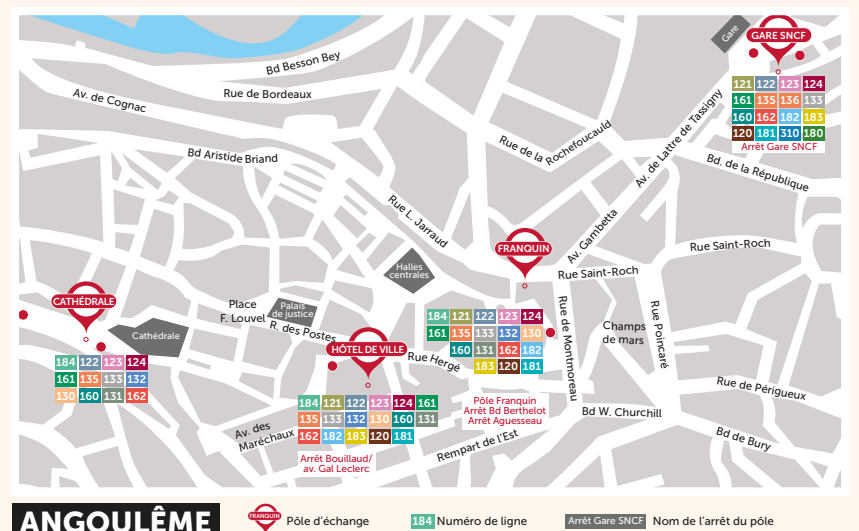 GARE SNCF
Gare
121 122 123 124
161 135 136 133
160 162 182 183
120 181 310 180
Arrêt Gare SNCF
Bd Besson Bey
Rue de Bordeaux
Av. de Cognac
Bd Aristide Briand
Rue de la Rochefoucauld
Av. de Lattre de Tassigny
Bd. de la République
Rue L. Jarraud
Av. Gambetta
FRANQUIN
Rue Saint-Roch
Rue Saint-Roch
Halles
centrales
CATHÉDRALE
Cathédrale
184 122 123 124
161 135 133 132
130 160 131 162
Place
F. Louvel
Palais
de justice
R. des Postes
HÔTEL DE VILLE
Rue Hergé
184 121 122 123 124
161 135 133 132 130
160 131 162 182
183 120 181
Pôle Franquin
Arrêt Bd Berthelot
Arrêt Aguesseau
Rue de Montmoreau
Champs
de mars
Rue Poincaré
Rue de Périgueux
Bd W. Churchill
Bd de Bury
184 121 122 123 124 161
135 133 132 130 160 131
162 182 183 120 181
Arrêt Bouillaud/
av. Gal Leclerc
Av. des
Maréchaux
Rempart de l'Est
ANGOULÊME
FRANQUIN Pôle d'échange
184 Numéro de ligne
Arrêt Gare SNCF Nom de l'arrêt du pôle